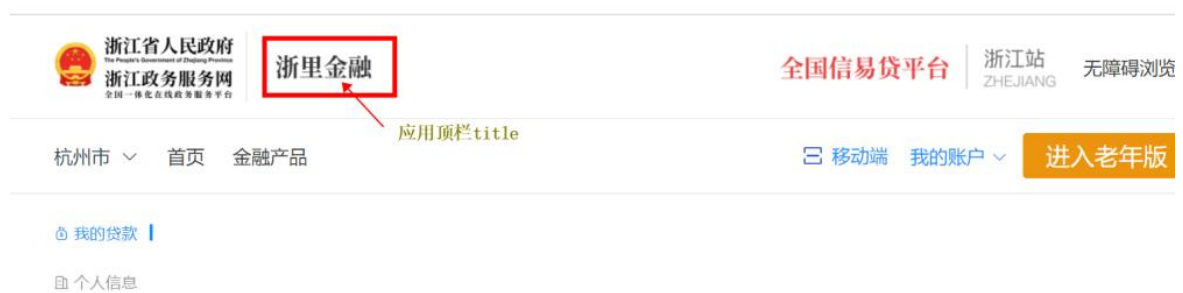 浙江省人民政府
The People's Government of Zhejiang Province
浙江政务服务网
全国一体化在线政务服务平台
浙里金融
全国信易贷平台
浙江站
ZHEJIANG
无障碍浏览
应用顶栏title
杭州市 首页 金融产品
移动端 我的账户 进入老年版
我的贷款
个人信息